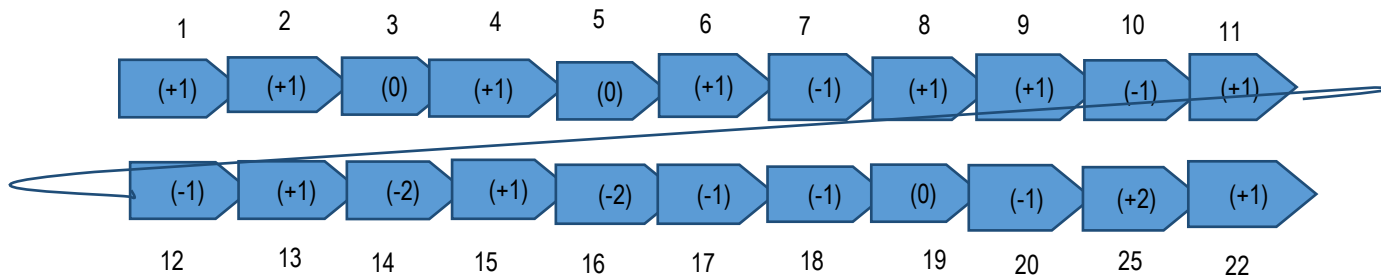 1 2 3 4 5 6 7 8 9 10 11
(+1) (+1) (0) (+1) (0) (+1) (-1) (+1) (+1) (-1) (+1)
(-1) (+1) (-2) (+1) (-2) (-1) (-1) (0) (-1) (+2) (+1)
12 13 14 15 16 17 18 19 20 25 22